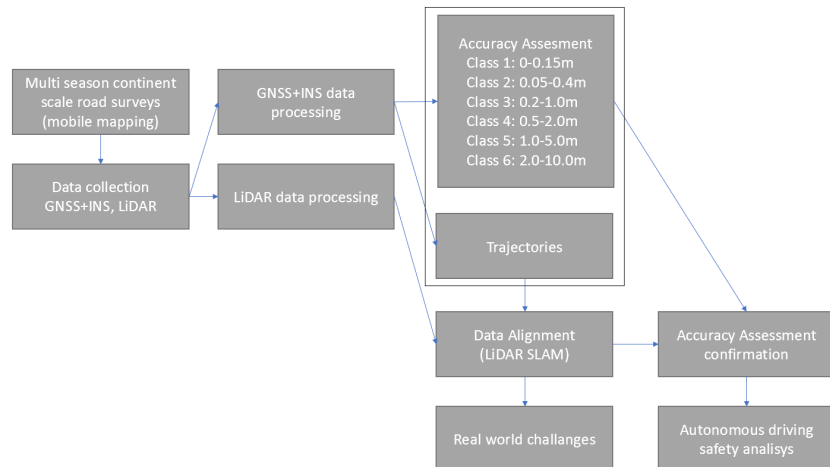 Multi season continent
scale road surveys
(mobile mapping)
Data collection
GNSS+INS, LiDAR
GNSS+INS data
processing
LiDAR data processing
Accuracy Assesment
Class 1: 0-0.15m
Class 2: 0.05-0.4m
Class 3: 0.2-1.0m
Class 4: 0.5-2.0m
Class 5: 1.0-5.0m
Class 6: 2.0-10.0m
Trajectories
Data Alignment
(LiDAR SLAM)
Accuracy Assessment
confirmation
Real world challanges
Autonomous driving
safety analisys